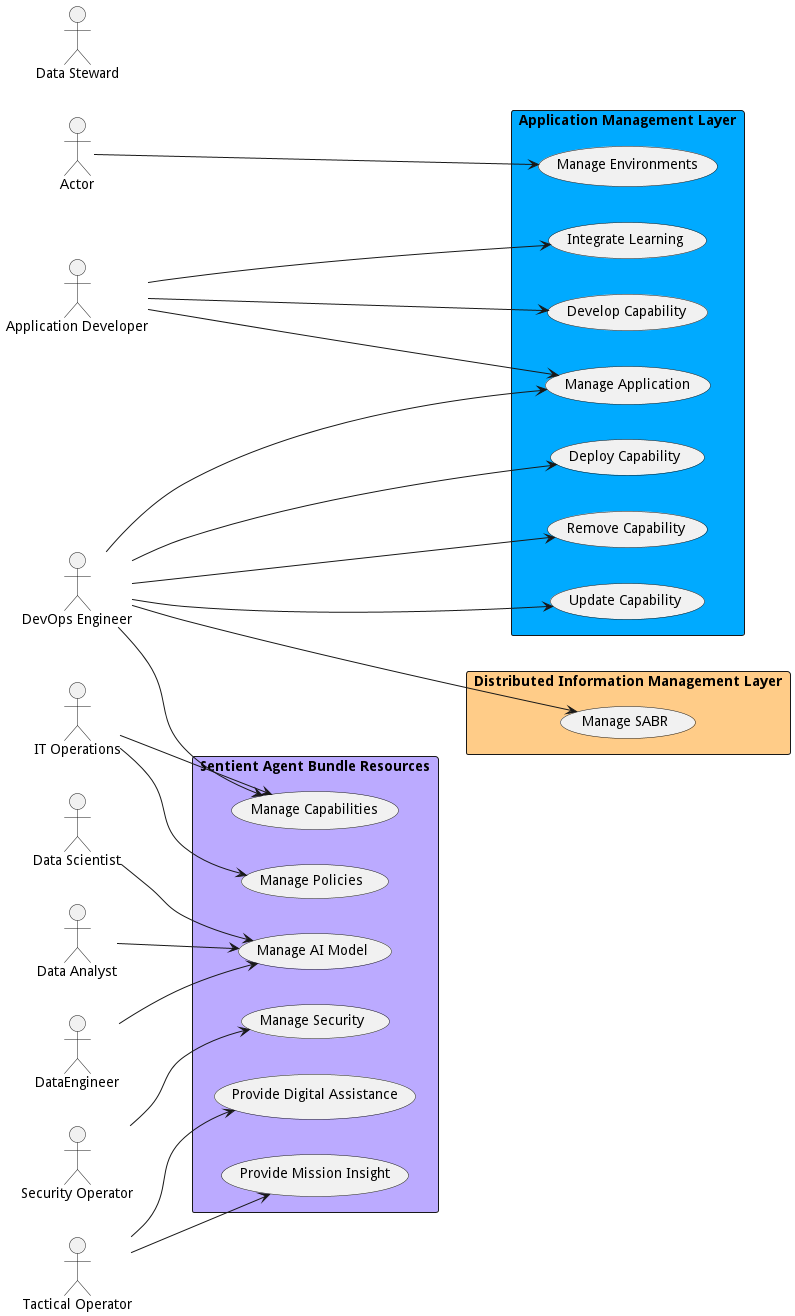 Data Steward
Actor
Application Developer
DevOps Engineer
IT Operations
Data Scientist
Data Analyst
DataEngineer
Security Operator
Tactical Operator
Application Management Layer
Manage Environments
Integrate Learning
Develop Capability
Manage Application
Deploy Capability
Remove Capability
Update Capability
Distributed Information Management Layer
Manage SABR
Sentient Agent Bundle Resources
Manage Capabilities
Manage Policies
Manage AI Model
Manage Security
Provide Digital Assistance
Provide Mission Insight